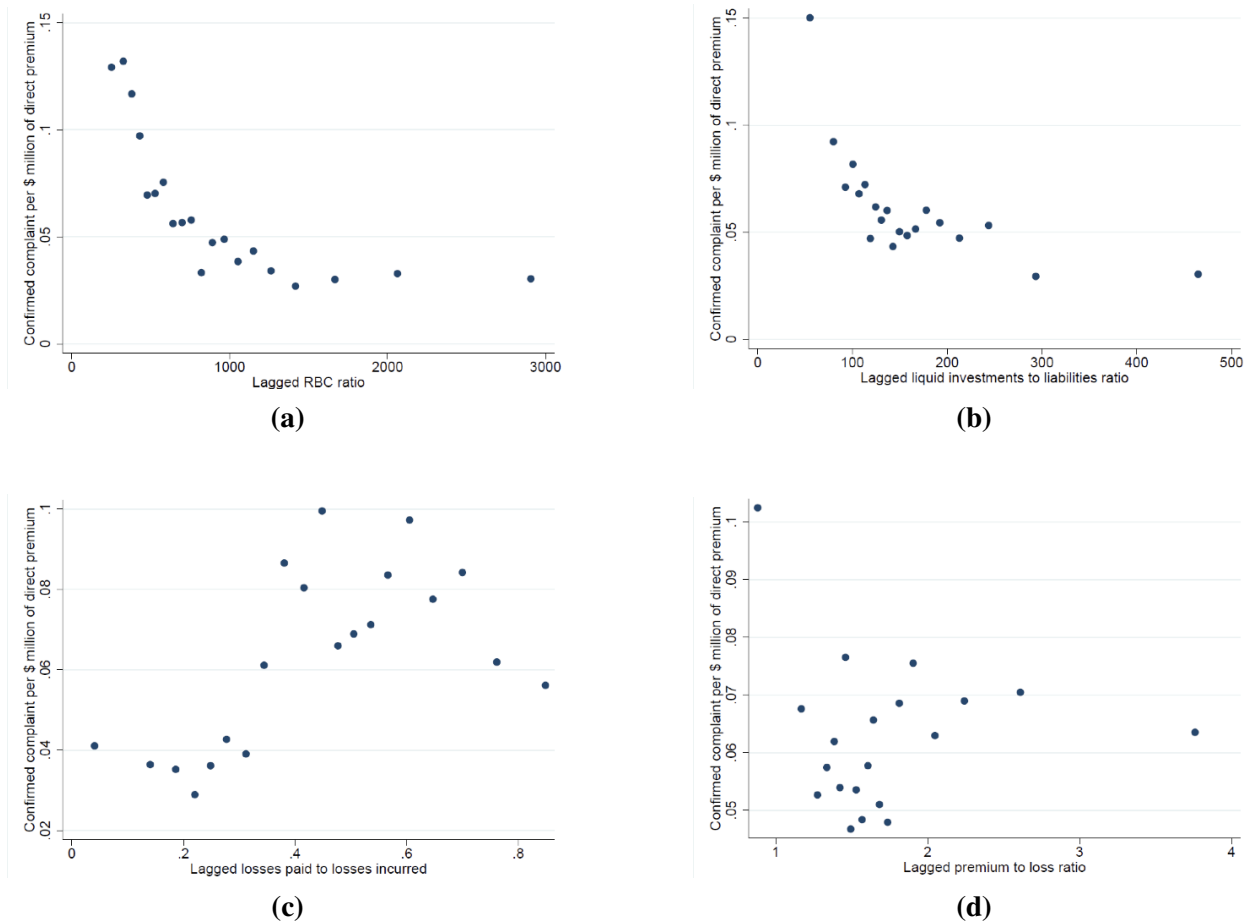 Confirmed complaint per $ million of direct premium
.15
.1
.05
0
0 1000 2000 3000
Lagged RBC ratio
(a)
Confirmed complaint per $ million of direct premium
.15
.1
.05
0
0 100 200 300 400 500
Lagged liquid investments to liabilities ratio
(b)
Confirmed complaint per $ million of direct premium
.1
.08
.06
.04
.02
0 .2 .4 .6 .8
Lagged losses paid to losses incurred
(c)
Confirmed complaint per $ million of direct premium
.1
.09
.08
.07
.06
.05
1 2 3 4
Lagged premium to loss ratio
(d)